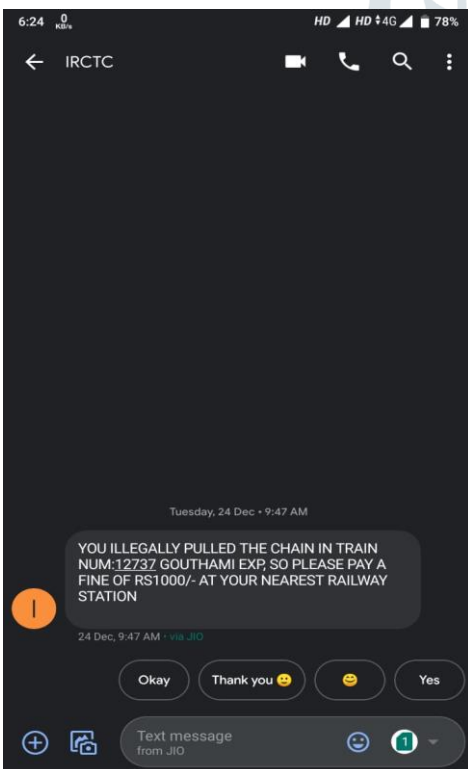 6:24 0 KB/s HD HD 4G 78%
IRCTC
Tuesday, 24 Dec • 9:47 AM
YOU ILLEGALLY PULLED THE CHAIN IN TRAIN
NUM:12737 GOUTHAMI EXP, SO PLEASE PAY A
FINE OF RS1000/- AT YOUR NEAREST RAILWAY
STATION
I
24 Dec, 9:47 AM • via JIO
Okay Thank you 😐 😊 Yes
Text message
from JIO
1